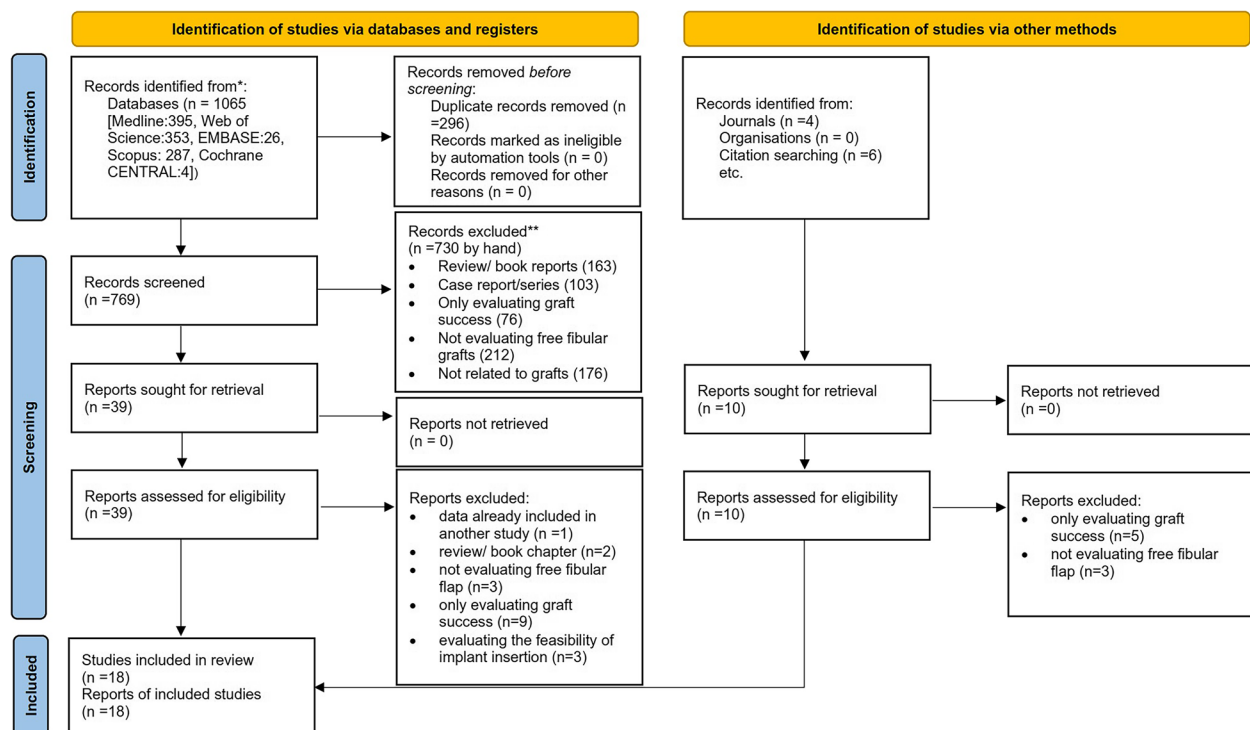 Identification of studies via databases and registers
Identification of studies via other methods
Identification
Records identified from*:
Databases (n = 1065
[Medline:395, Web of
Science:353, EMBASE:26,
Scopus: 287, Cochrane
CENTRAL:4])
Records removed before
screening:
Duplicate records removed (n
=296)
Records marked as ineligible
by automation tools (n = 0)
Records removed for other
reasons (n = 0)
Records identified from:
Journals (n =4)
Organisations (n = 0)
Citation searching (n =6)
etc.
Screening
Records screened
(n =769)
Records excluded**
(n =730 by hand)
• Review/ book reports (163)
• Case report/series (103)
• Only evaluating graft
success (76)
• Not evaluating free fibular
grafts (212)
• Not related to grafts (176)
Reports sought for retrieval
(n =39)
Reports not retrieved
(n = 0)
Reports sought for retrieval
(n =10)
Reports not retrieved
(n =0)
Reports assessed for eligibility
(n =39)
Reports excluded:
• data already included in
another study (n =1)
• review/ book chapter (n=2)
• not evaluating free fibular
flap (n=3)
• only evaluating graft
success (n=9)
• evaluating the feasibility of
implant insertion (n=3)
Reports assessed for eligibility
(n =10)
Reports excluded:
• only evaluating graft
success (n=5)
• not evaluating free fibular
flap (n=3)
Included
Studies included in review
(n =18)
Reports of included studies
(n =18)